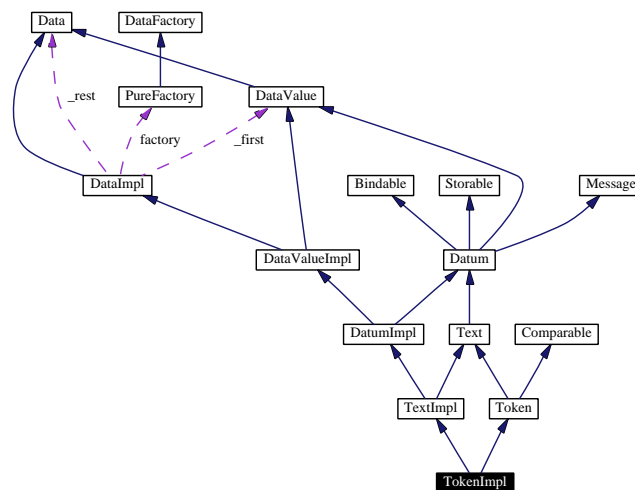 Data
DataFactory
_rest
PureFactory
DataValue
factory
_first
DataImpl
Bindable
Storable
Message
DataValueImpl
Datum
DatumImpl
Text
Comparable
TextImpl
Token
TokenImpl